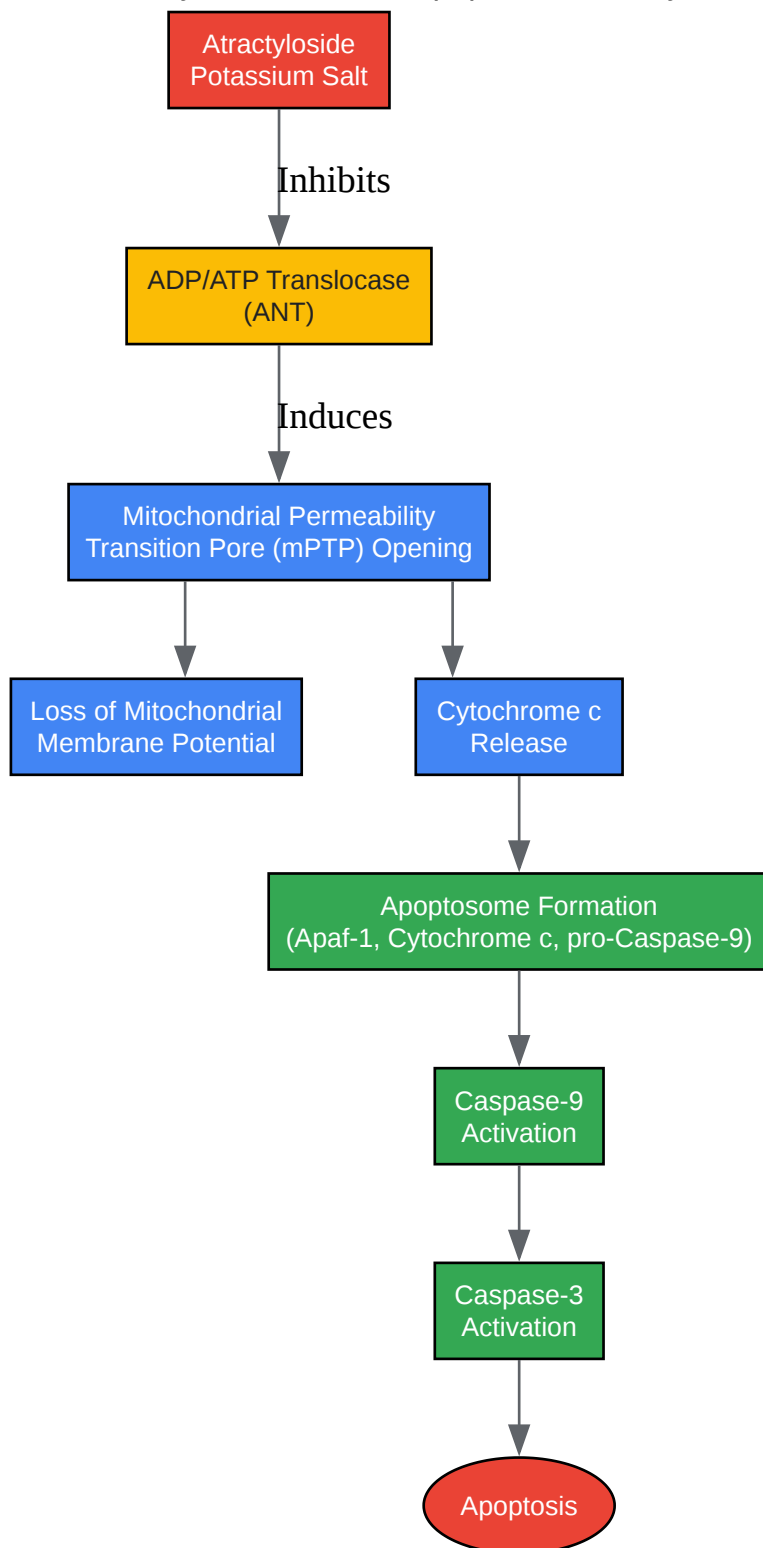 Atractyloside
Potassium Salt
Inhibits
ADP/ATP Translocase
(ANT)
Induces
Mitochondrial Permeability
Transition Pore (mPTP) Opening
Loss of Mitochondrial
Membrane Potential
Cytochrome c
Release
Apoptosome Formation
(Apaf-1, Cytochrome c, pro-Caspase-9)
Caspase-9
Activation
Caspase-3
Activation
Apoptosis